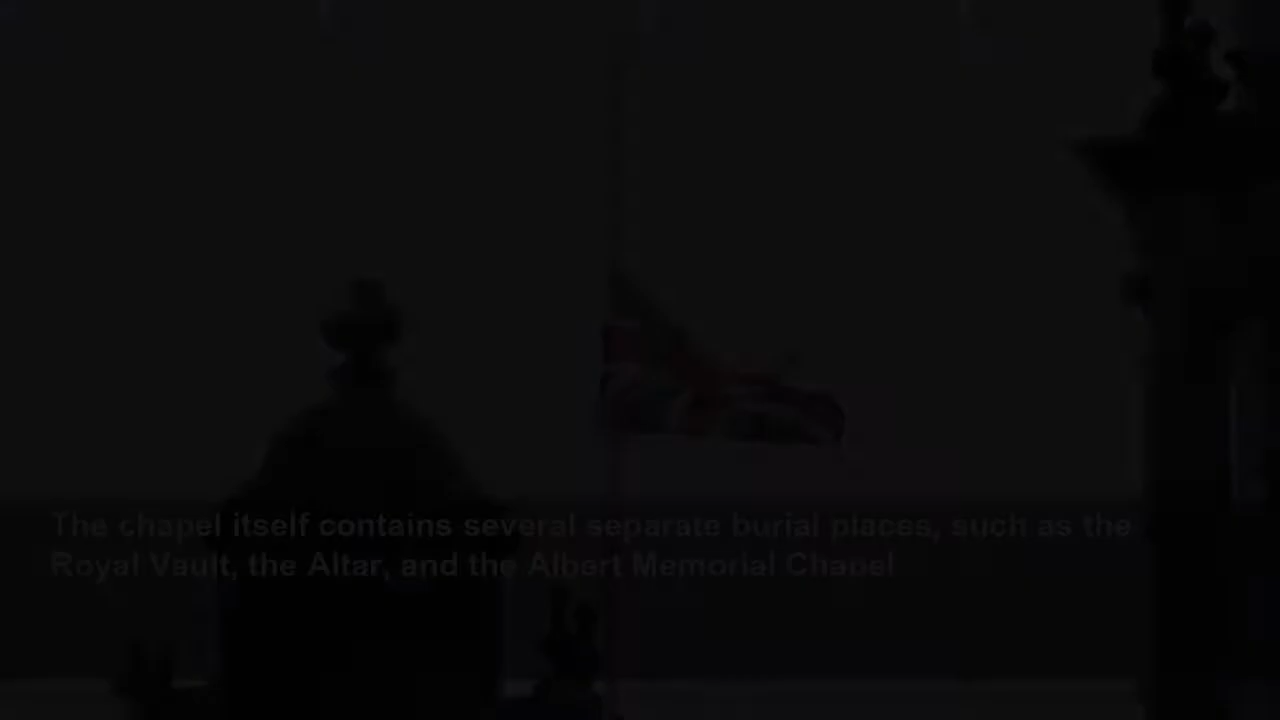 The chapel itself contains several separate burial places, such as the
Royal Vault, the Altar, and the Albert Memorial Chapel